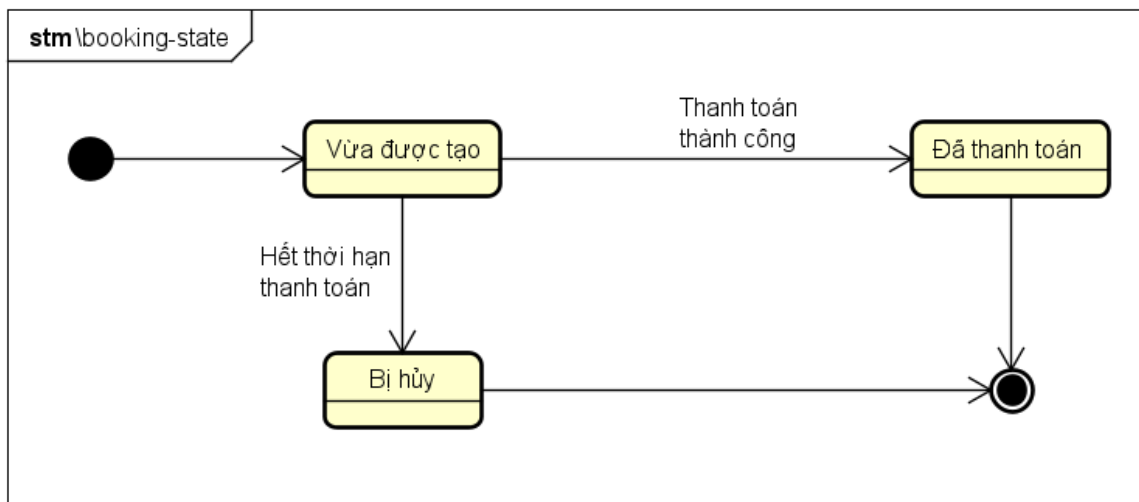 stm \booking-state
Thanh toán
thành công
Vừa được tạo
Đã thanh toán
Hết thời hạn
thanh toán
Bị hủy